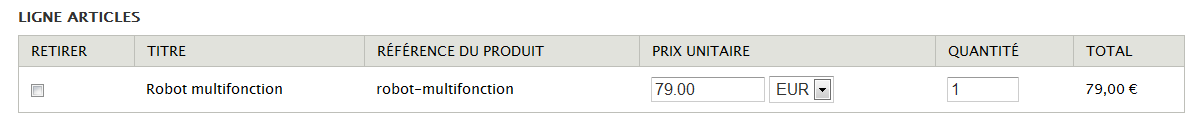 LIGNE ARTICLES
RETIRER TITRE RÉFÉRENCE DU PRODUIT PRIX UNITAIRE QUANTITÉ TOTAL
Robot multifonction robot-multifonction 79.00 EUR 1 79,00 €